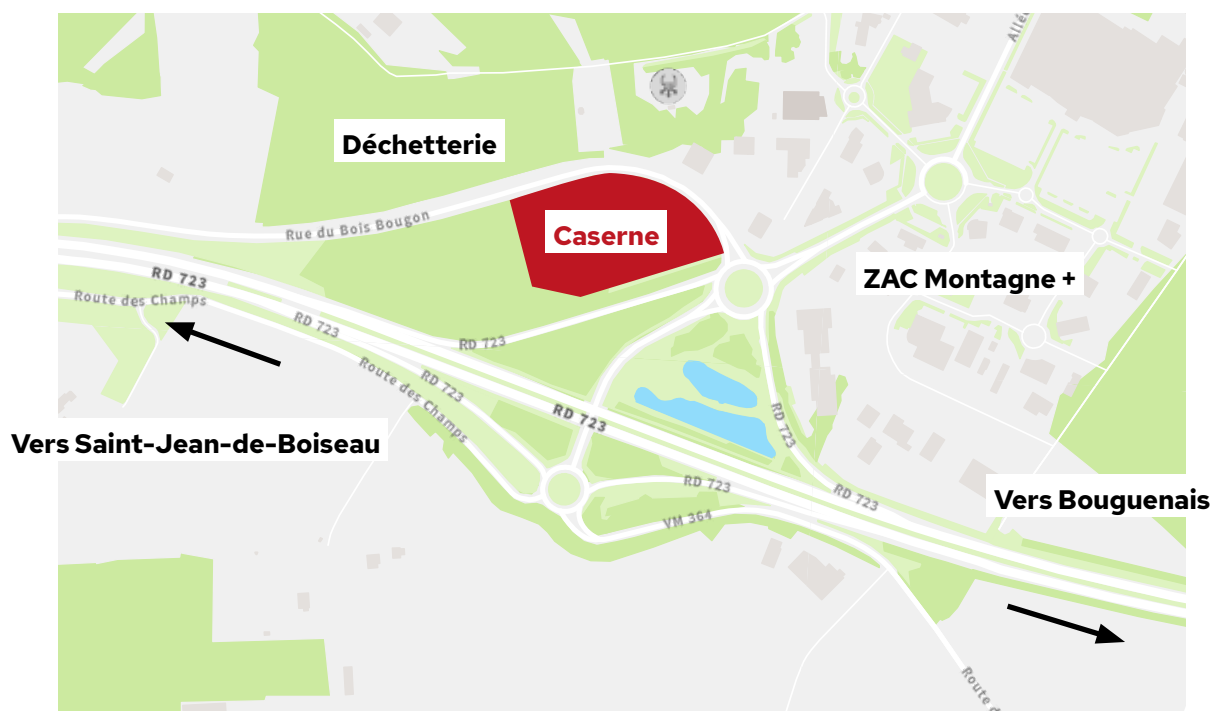 Allé
Déchetterie
Rue du Bois Bougon
Caserne
RD 723
ZAC Montagne +
Route des Champs
RD 723
RD 723
Route des Champs
RD 723
RD 723
RD 723
Vers Saint-Jean-de-Boiseau
RD 723
RD 723
Vers Bouguenais
VM 364
Route d